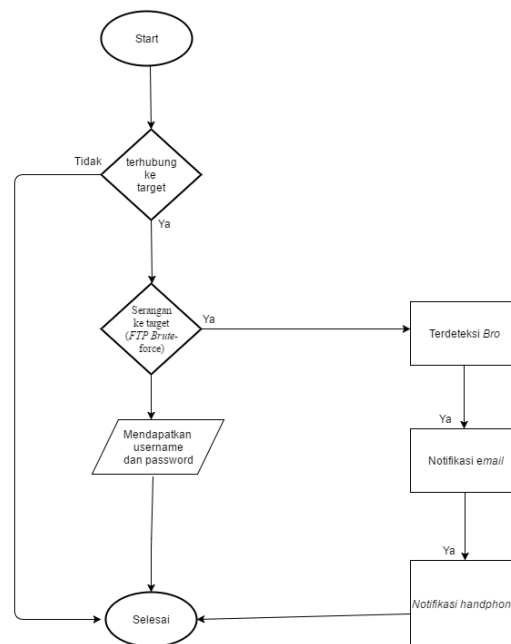 Start
terhubung
ke
target
Tidak
Ya
Serangan
ke target
(FTP Brute-
force)
Ya
Terdeteksi Bro
Ya
Mendapatkan
username
dan password
Notifikasi email
Ya
Notifikasi handphon
Selesai